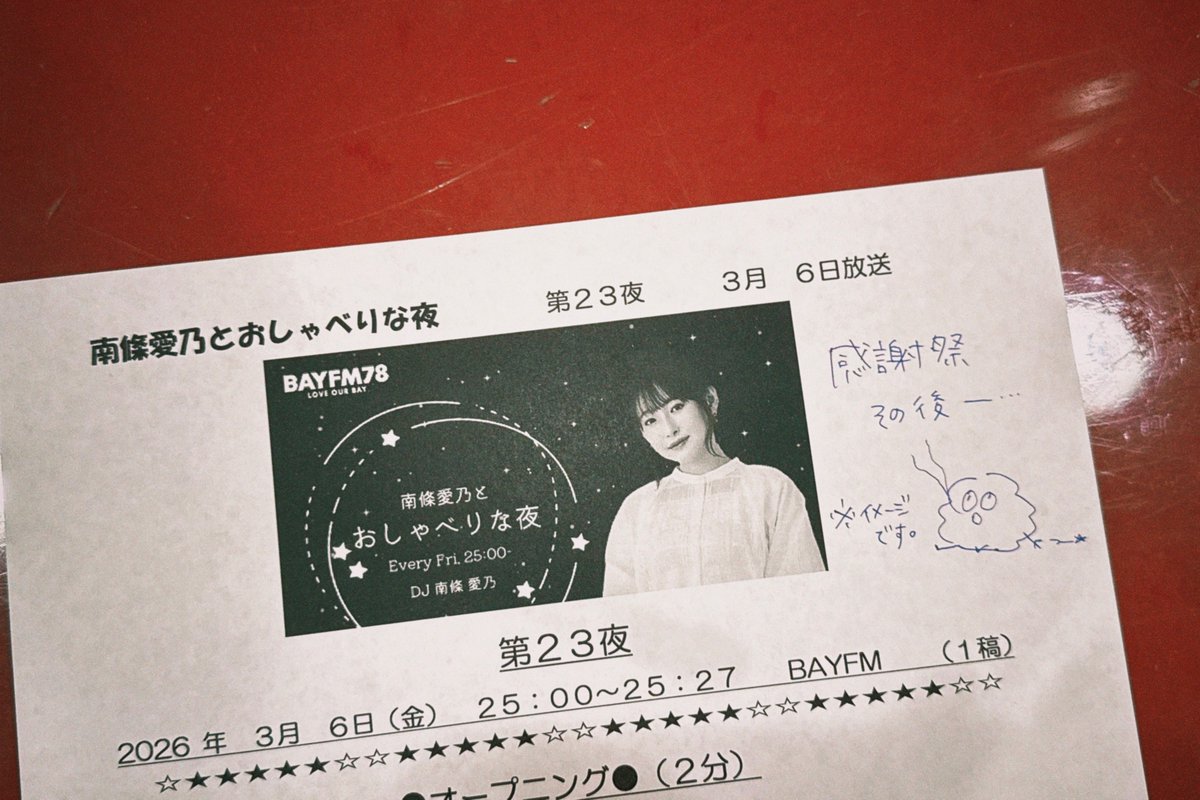 南條愛乃とおしゃべりな夜　第２３夜　３月　６日放送
BAYFM78
LOVE OUR BAY
南條愛乃と
おしゃべりな夜
Every Fri. 25:00-
DJ 南條 愛乃
感謝祭
その後ー…
※イメージ
です。
第２３夜
2026 年　３月　６日（金）　２５：００～２５：２７　BAYFM　（１稿）
☆★★★★★☆☆★★★★★☆☆★★★★★☆☆★★★★★☆☆
●オープニング●（２分）